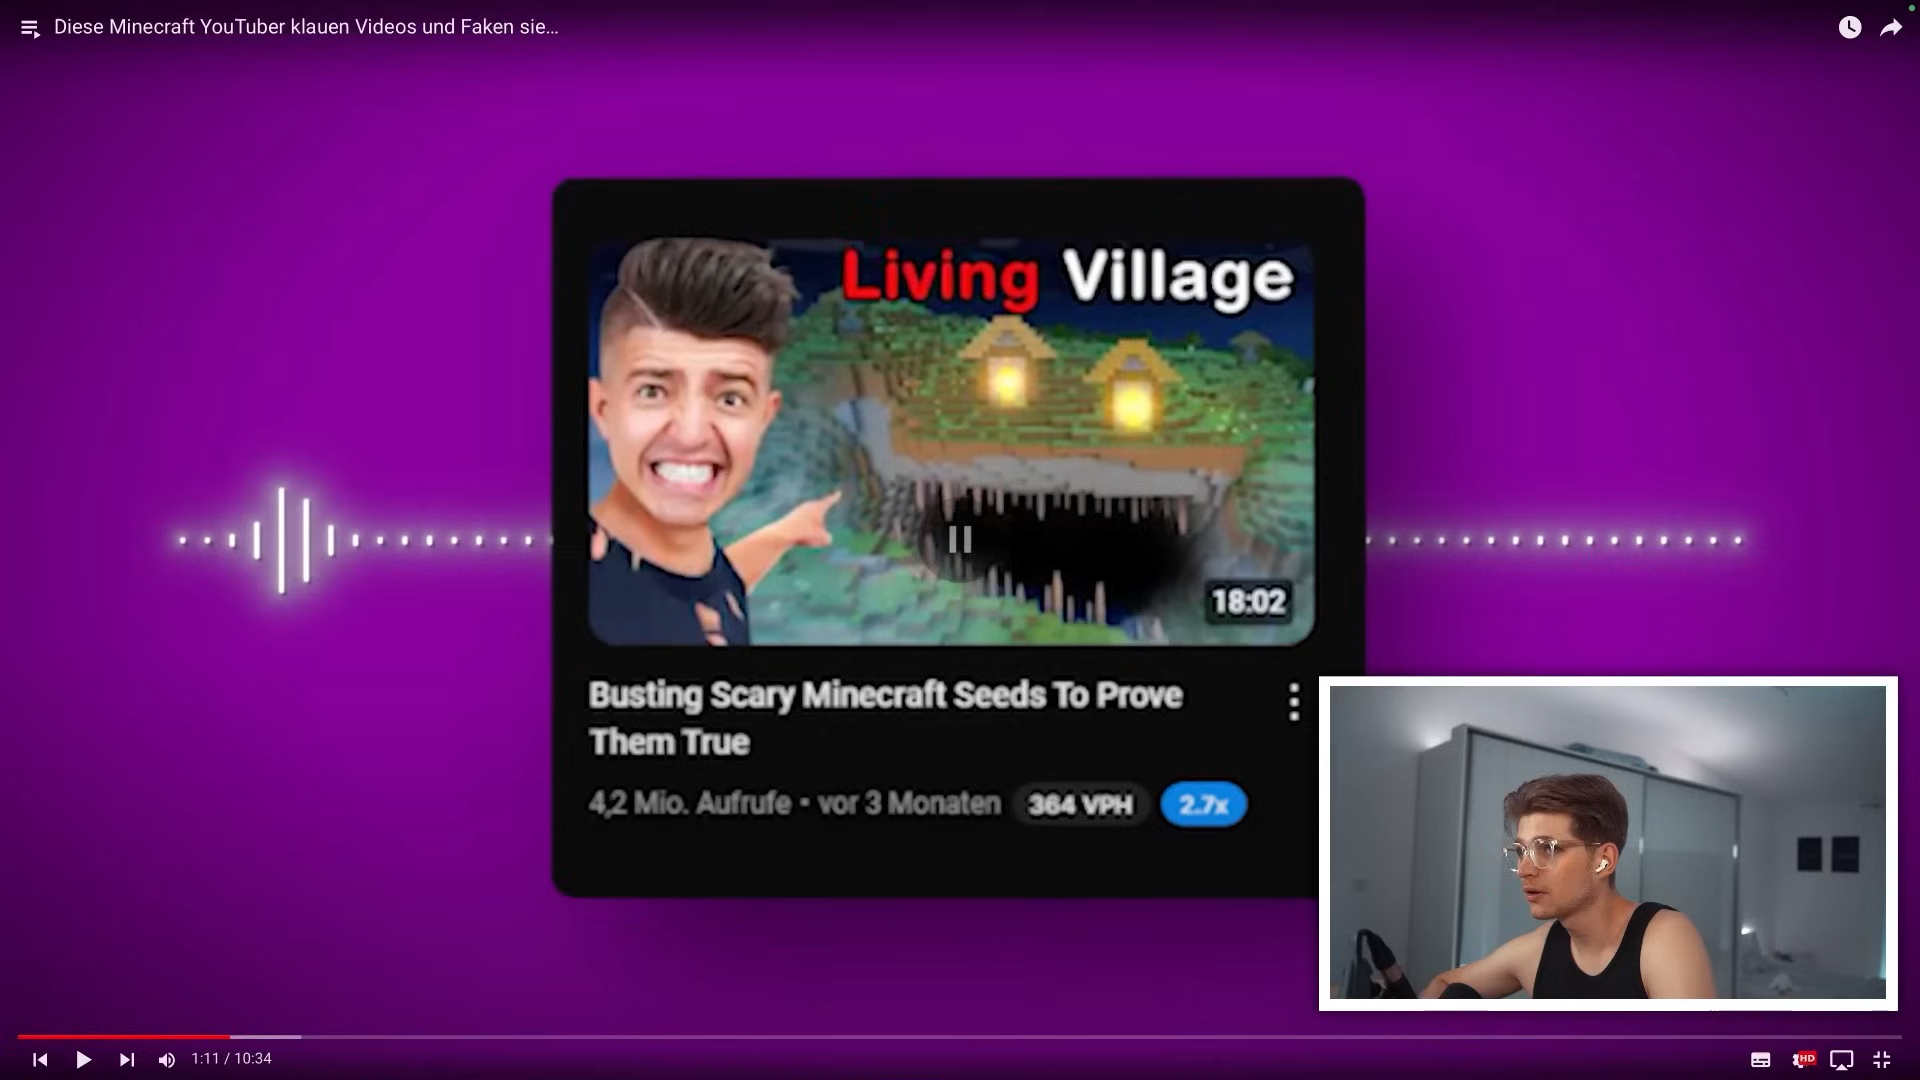 Diese Minecraft YouTuber klauen Videos und Faken sie...
Living Village
18:02
Busting Scary Minecraft Seeds To Prove
Them True
4,2 Mio. Aufrufe • vor 3 Monaten 364 VPH 2.7x
1:11 / 10:34
HD